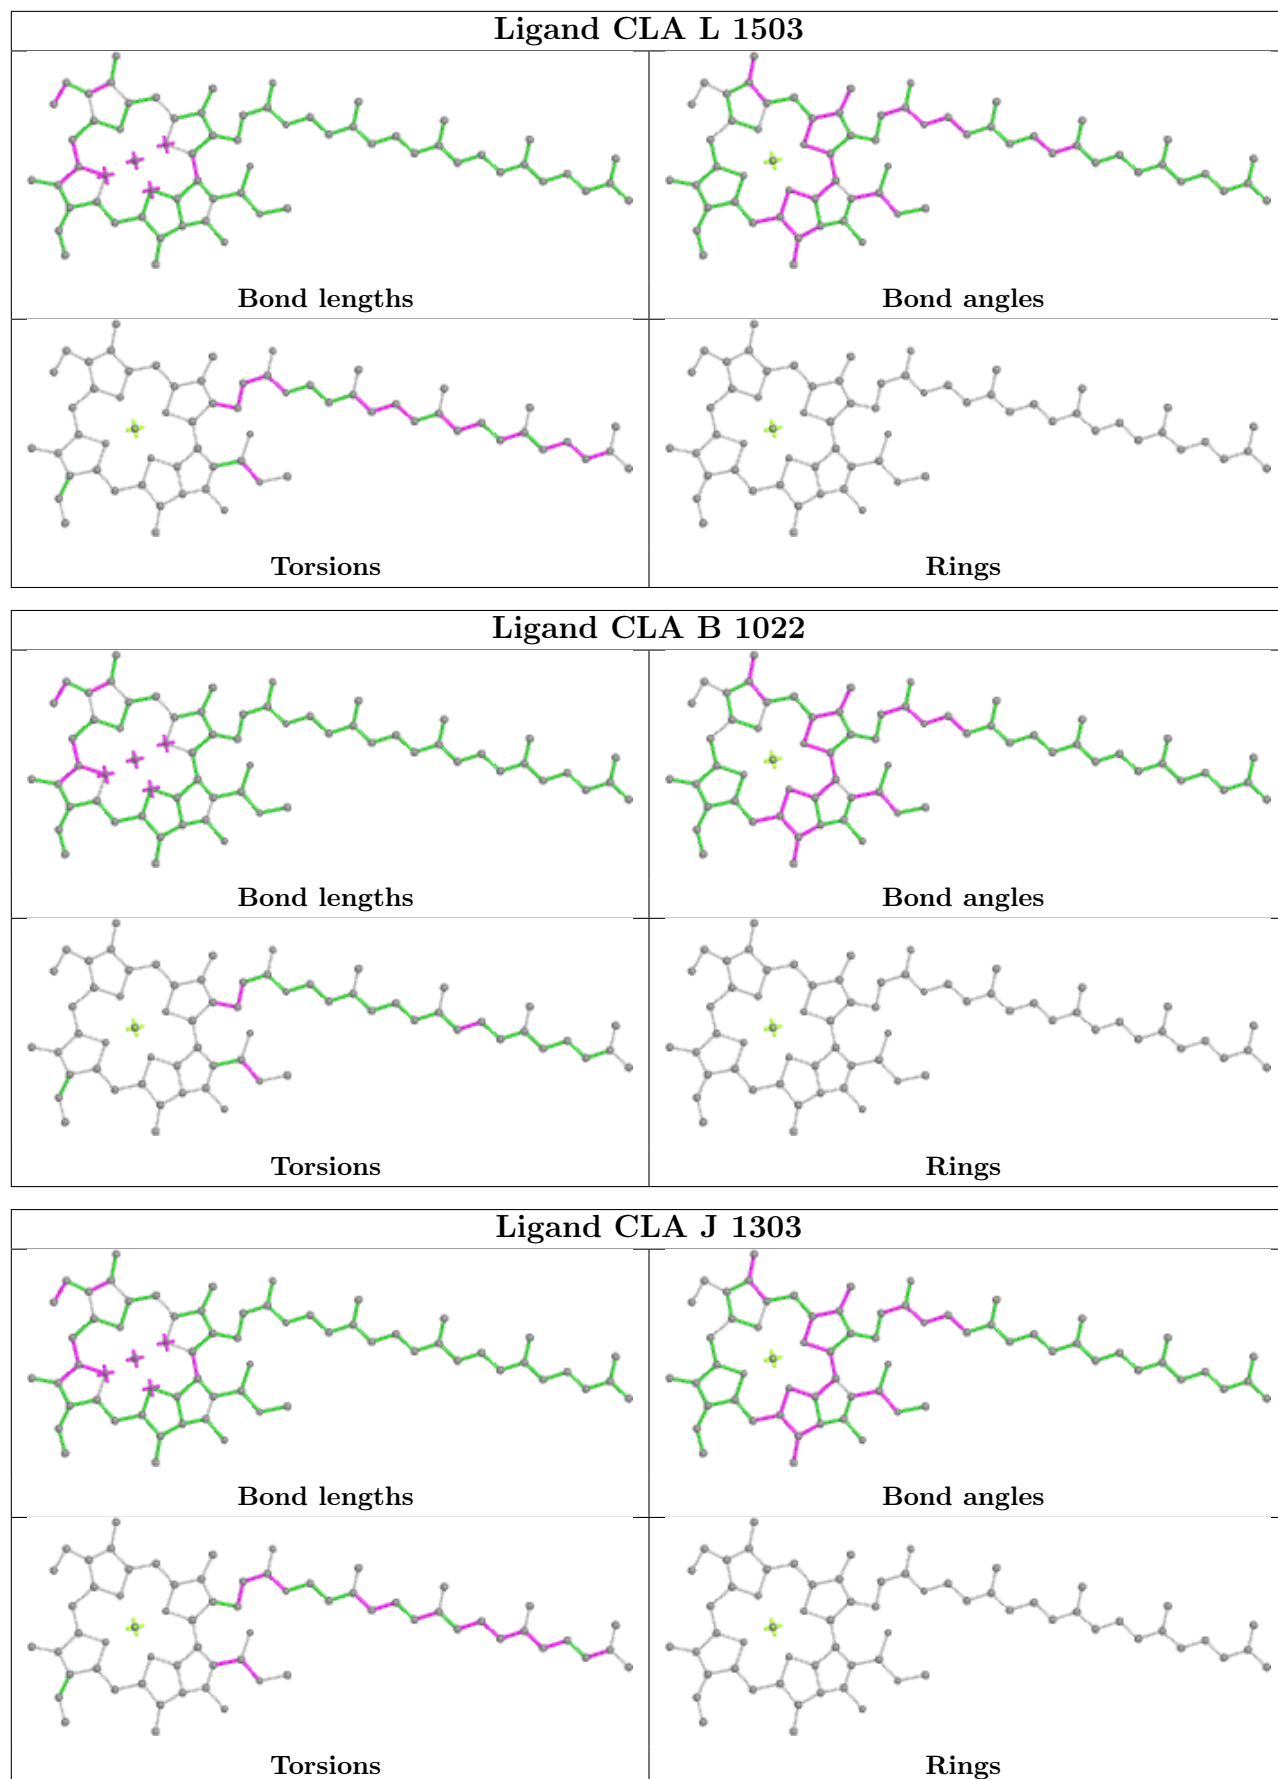 Ligand CLA L 1503
Bond lengths
Bond angles
Torsions
Rings
Ligand CLA B 1022
Bond lengths
Bond angles
Torsions
Rings
Ligand CLA J 1303
Bond lengths
Bond angles
Torsions
Rings